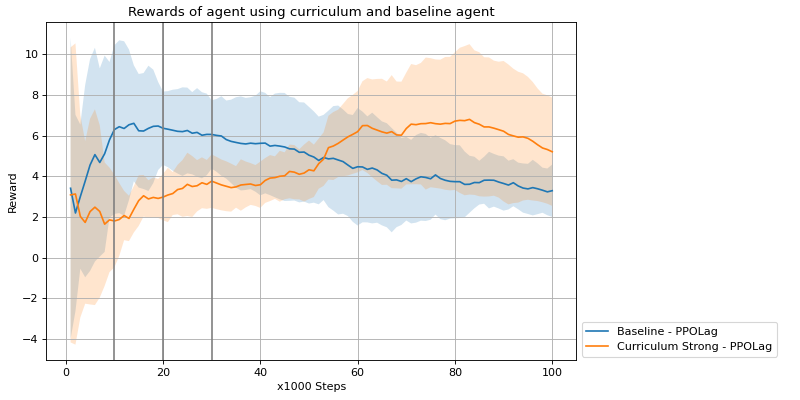 Rewards of agent using curriculum and baseline agent
10
8
6
4
2
0
−2
−4
Reward
0
20
40
60
80
100
x1000 Steps
Baseline - PPOLag
Curriculum Strong - PPOLag